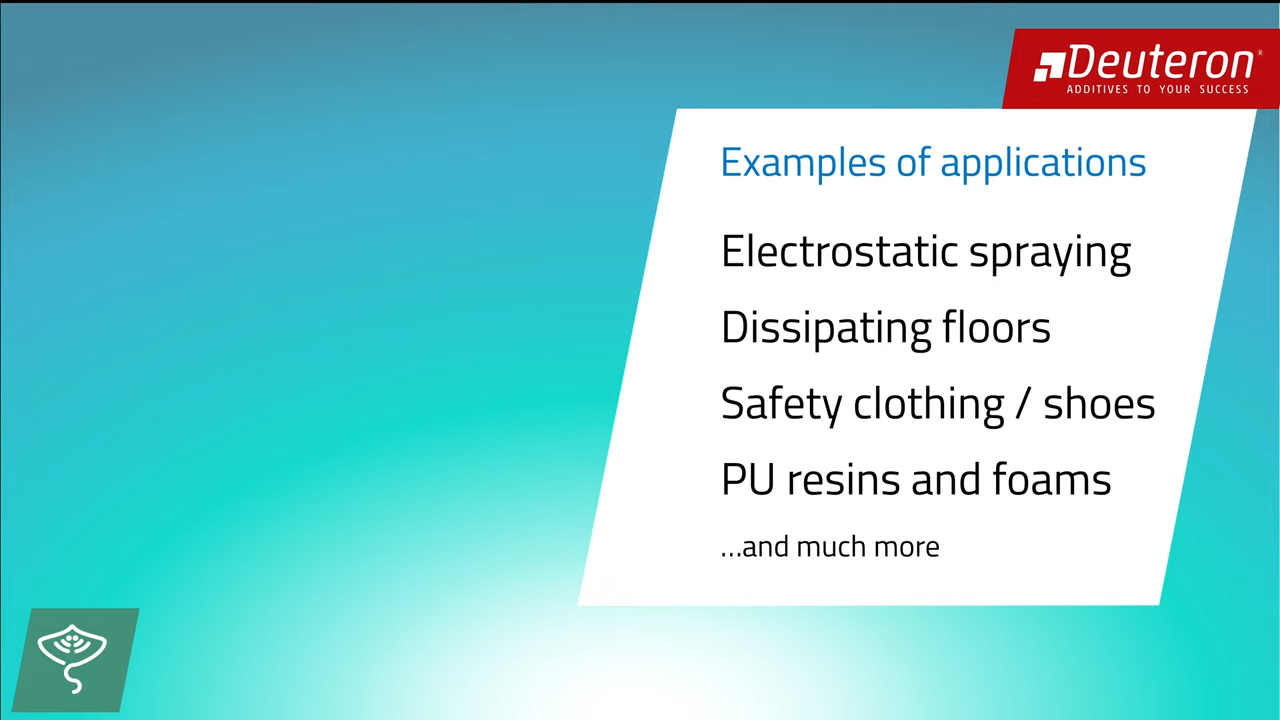 Deuteron®
ADDITIVES TO YOUR SUCCESS
Examples of applications
Electrostatic spraying
Dissipating floors
Safety clothing / shoes
PU resins and foams
...and much more